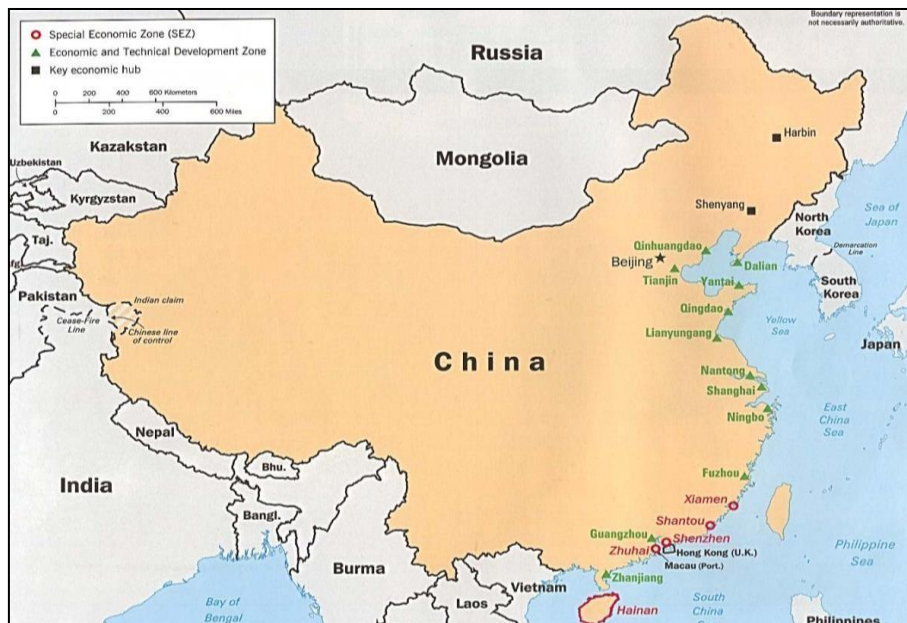 Boundary representation is
not necessarily authoritative.
Special Economic Zone (SEZ)
Economic and Technical Development Zone
Key economic hub
0 200 400 600 Kilometers
0 200 400 600 Miles
Russia
Kazakstan
Mongolia
Harbin
Uzbekistan
Kyrgyzstan
Shenyang
North
Korea
Sea of
Japan
Taj.
Qinhuangdao
Demarcation
Line
Beijing
Dalian
Tianjin
Yantai
South
Korea
Pakistan
Indian claim
Cease-Fire
Line
Chinese line
of control
Qingdao
Yellow
Sea
Lianyungang
Japan
China
Nantong
Shanghai
Ningbo
East
China
Sea
Nepal
Bhu.
India
Fuzhou
Bangl.
Xiamen
Shantou
Guangzhou
Shenzhen
Zhuhai
Hong Kong (U.K.)
Macau (Port.)
Philippine
Sea
Burma
Vietnam
Zhanjiang
Laos
Hainan
Bay of
Bengal
South
China
Philippines